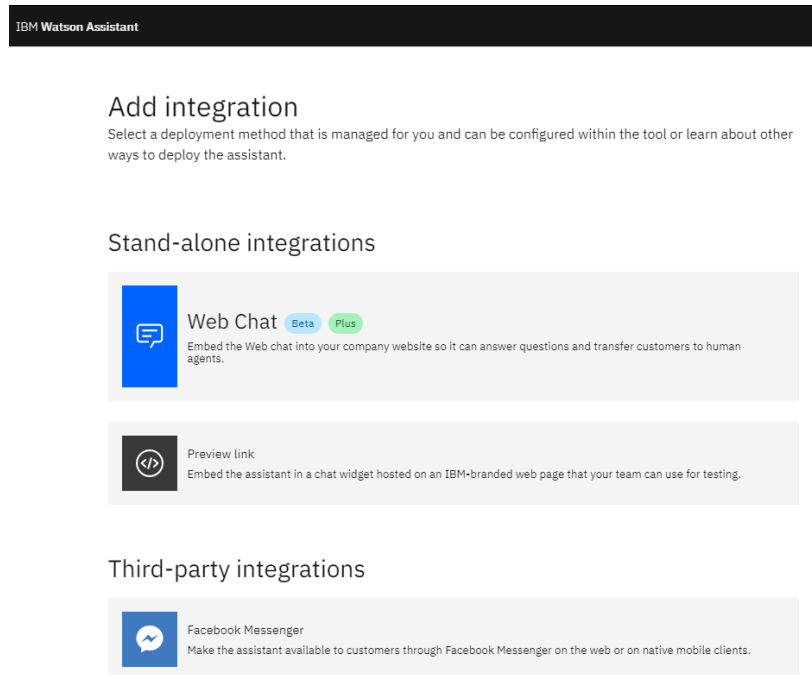 IBM Watson Assistant
Add integration
Select a deployment method that is managed for you and can be configured within the tool or learn about other
ways to deploy the assistant.
Stand-alone integrations
Web Chat Beta Plus
Embed the Web chat into your company website so it can answer questions and transfer customers to human
agents.
Preview link
Embed the assistant in a chat widget hosted on an IBM-branded web page that your team can use for testing.
Third-party integrations
Facebook Messenger
Make the assistant available to customers through Facebook Messenger on the web or on native mobile clients.